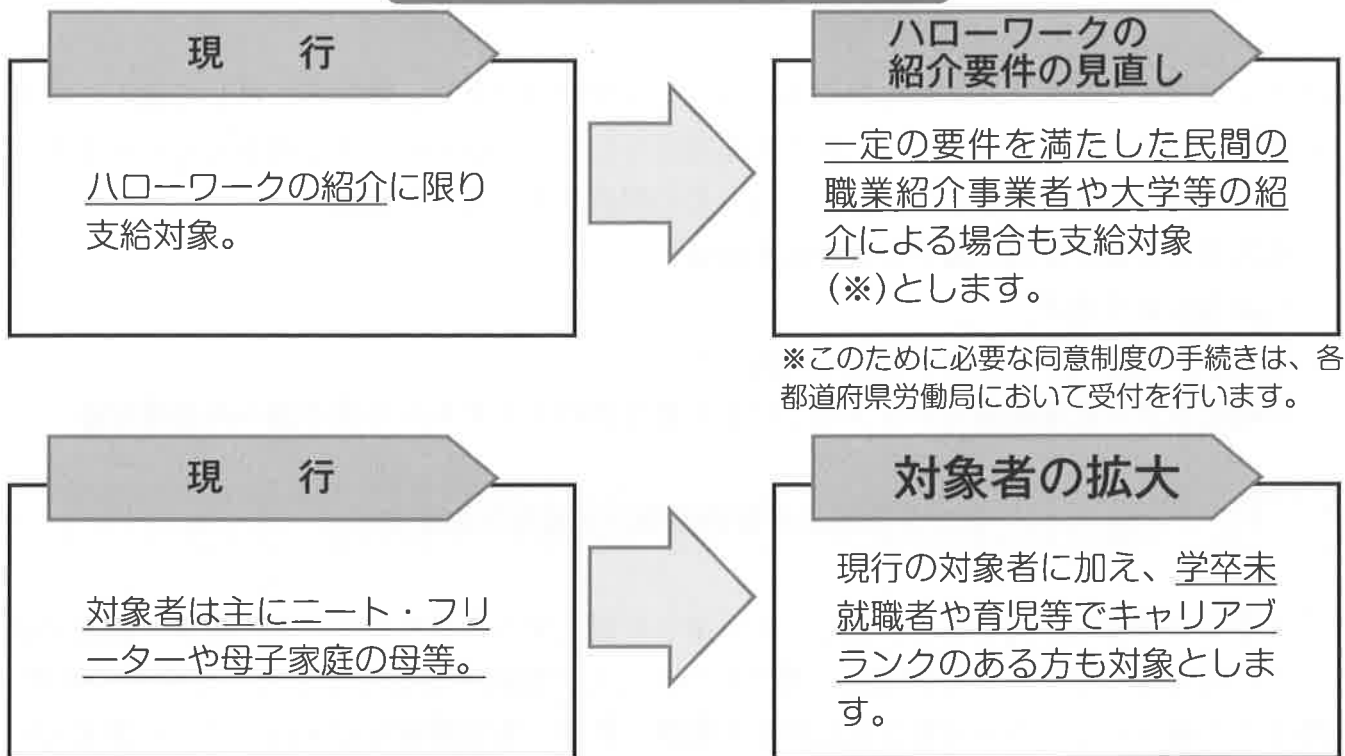 現　　行
ハローワークの紹介に限り
支給対象。
ハローワークの
紹介要件の見直し
一定の要件を満たした民間の
職業紹介事業者や大学等の紹
介による場合も支給対象
(※)とします。
※このために必要な同意制度の手続きは、各
都道府県労働局において受付を行います。
現　　行
対象者は主にニート・フリ
ーターや母子家庭の母等。
対象者の拡大
現行の対象者に加え、学卒未
就職者や育児等でキャリアブ
ランクのある方も対象としま
す。